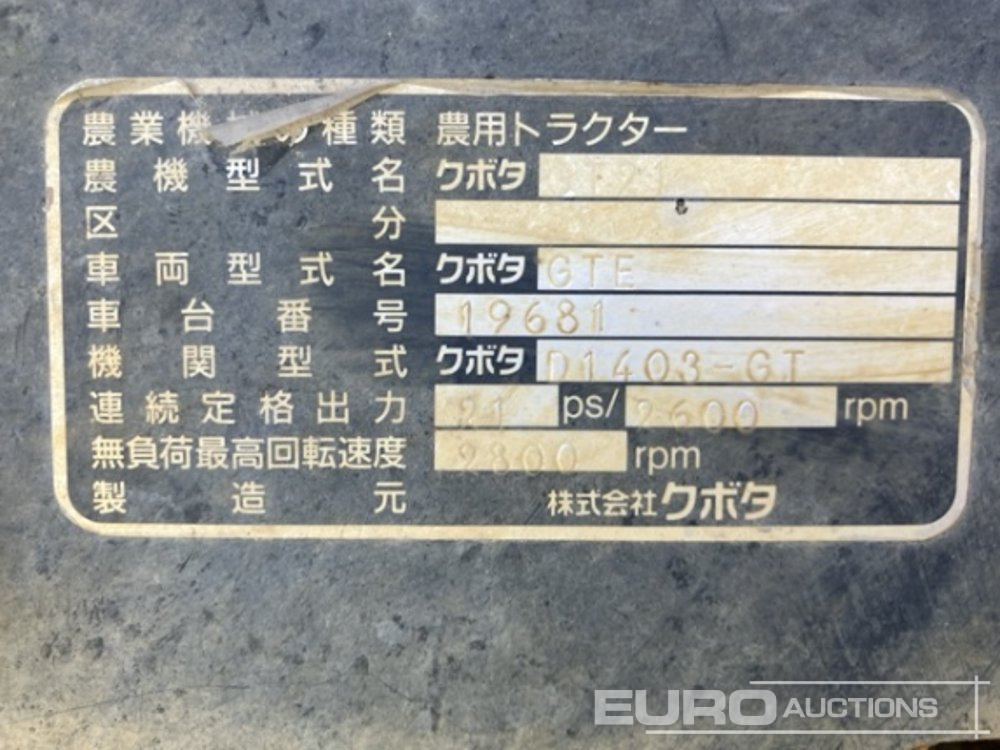 農業機械の種類 農用トラクター
農機型式名 クボタ
区分
車両型式名 クボタ GTE
車台番号 19681
機関型式 クボタ D1403-GT
連続定格出力 21 ps/ 2600 rpm
無負荷最高回転速度 2800 rpm
製造元 株式会社クボタ
EURO AUCTIONS